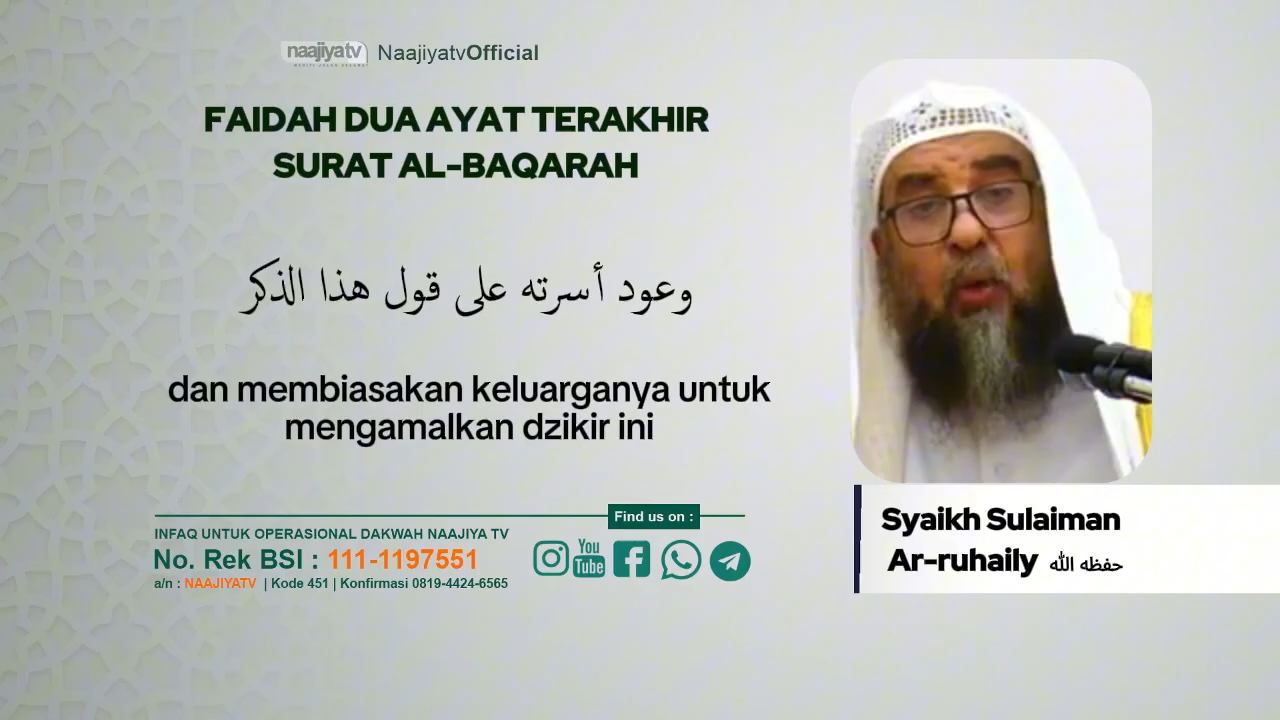 naajiyatv NaajiyatvOfficial
FAIDAH DUA AYAT TERAKHIR
SURAT AL-BAQARAH
وعود أسرته على قول هذا الذكر
dan membiasakan keluarganya untuk
mengamalkan dzikir ini
Find us on :
INFAQ UNTUK OPERASIONAL DAKWAH NAAJIYA TV
No. Rek BSI : 111-1197551
a/n : NAAJIYATV | Kode 451 | Konfirmasi 0819-4424-6565
You
Tube
Syaikh Sulaiman
Ar-ruhaily حفظه الله